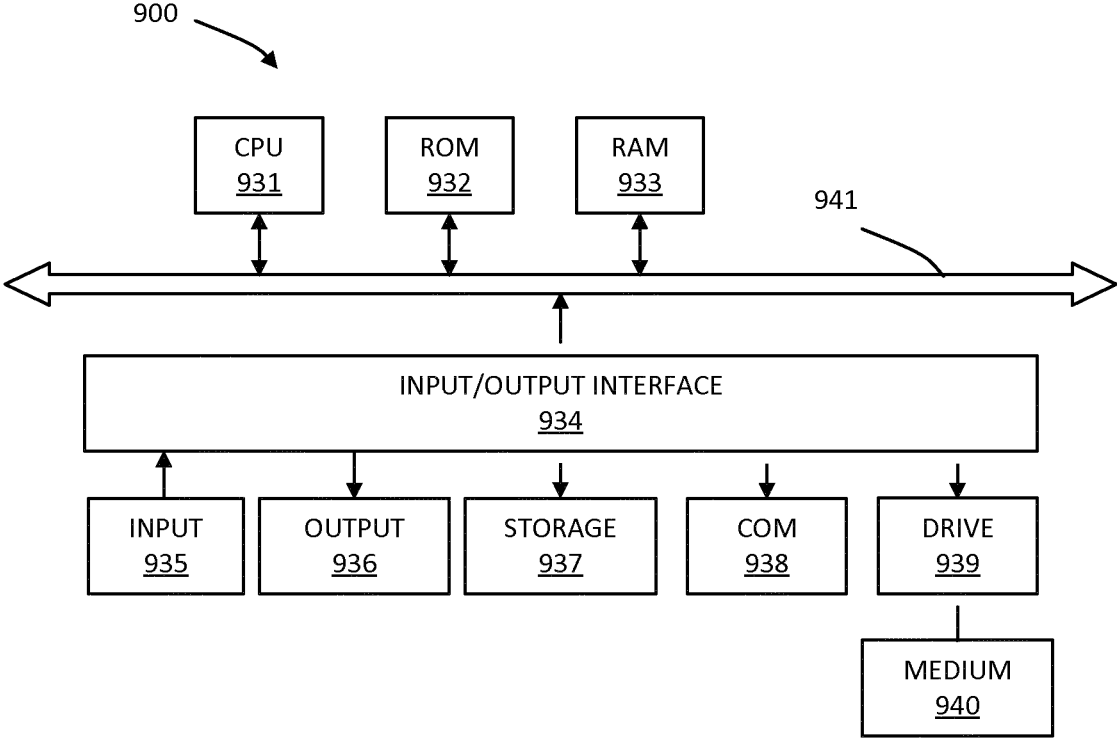 900
CPU
931
ROM
932
RAM
933
941
INPUT/OUTPUT INTERFACE
934
INPUT
935
OUTPUT
936
STORAGE
937
COM
938
DRIVE
939
MEDIUM
940